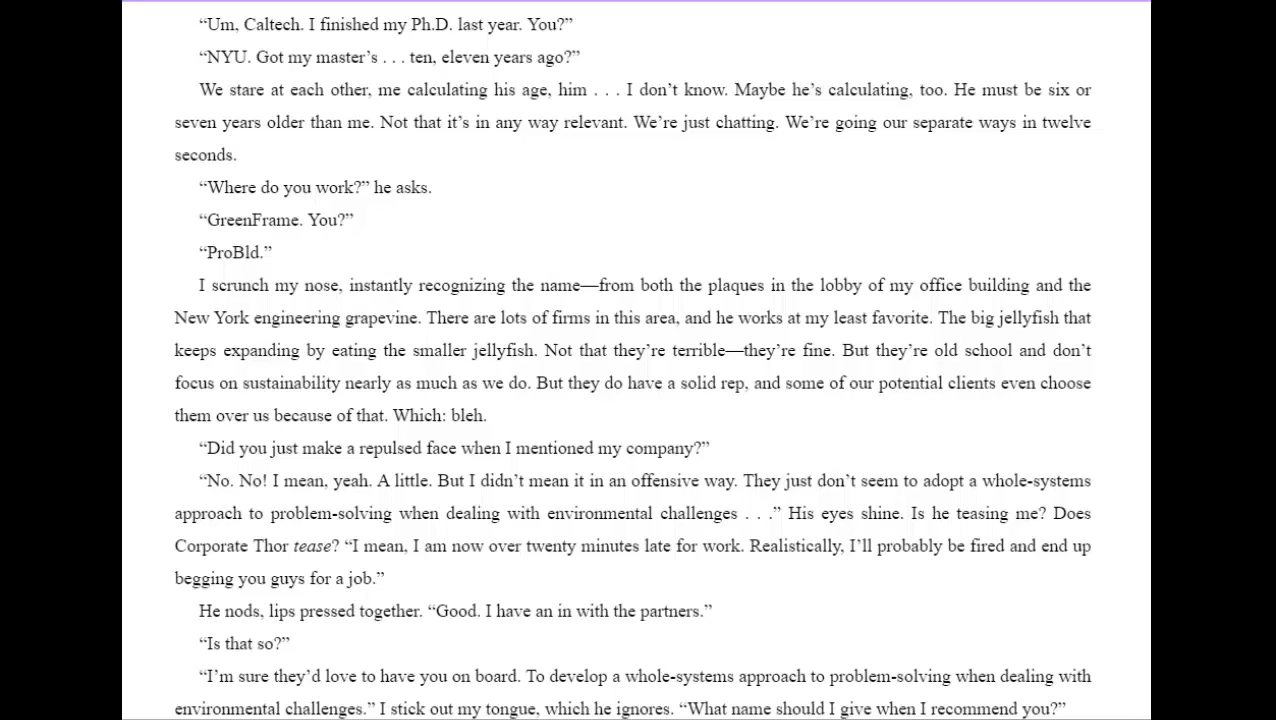 “Um, Caltech. I finished my Ph.D. last year. You?”
“NYU. Got my master’s . . . ten, eleven years ago?”
We stare at each other, me calculating his age, him . . . I don’t know. Maybe he’s calculating, too. He must be six or
seven years older than me. Not that it’s in any way relevant. We’re just chatting. We’re going our separate ways in twelve
seconds.
“Where do you work?” he asks.
“GreenFrame. You?”
“ProBld.”
I scrunch my nose, instantly recognizing the name—from both the plaques in the lobby of my office building and the
New York engineering grapevine. There are lots of firms in this area, and he works at my least favorite. The big jellyfish that
keeps expanding by eating the smaller jellyfish. Not that they’re terrible—they’re fine. But they’re old school and don’t
focus on sustainability nearly as much as we do. But they do have a solid rep, and some of our potential clients even choose
them over us because of that. Which: bleh.
“Did you just make a repulsed face when I mentioned my company?”
“No. No! I mean, yeah. A little. But I didn’t mean it in an offensive way. They just don’t seem to adopt a whole-systems
approach to problem-solving when dealing with environmental challenges . . .” His eyes shine. Is he teasing me? Does
Corporate Thor tease? “I mean, I am now over twenty minutes late for work. Realistically, I’ll probably be fired and end up
begging you guys for a job.”
He nods, lips pressed together. “Good. I have an in with the partners.”
“Is that so?”
“I’m sure they’d love to have you on board. To develop a whole-systems approach to problem-solving when dealing with
environmental challenges.” I stick out my tongue, which he ignores. “What name should I give when I recommend you?”